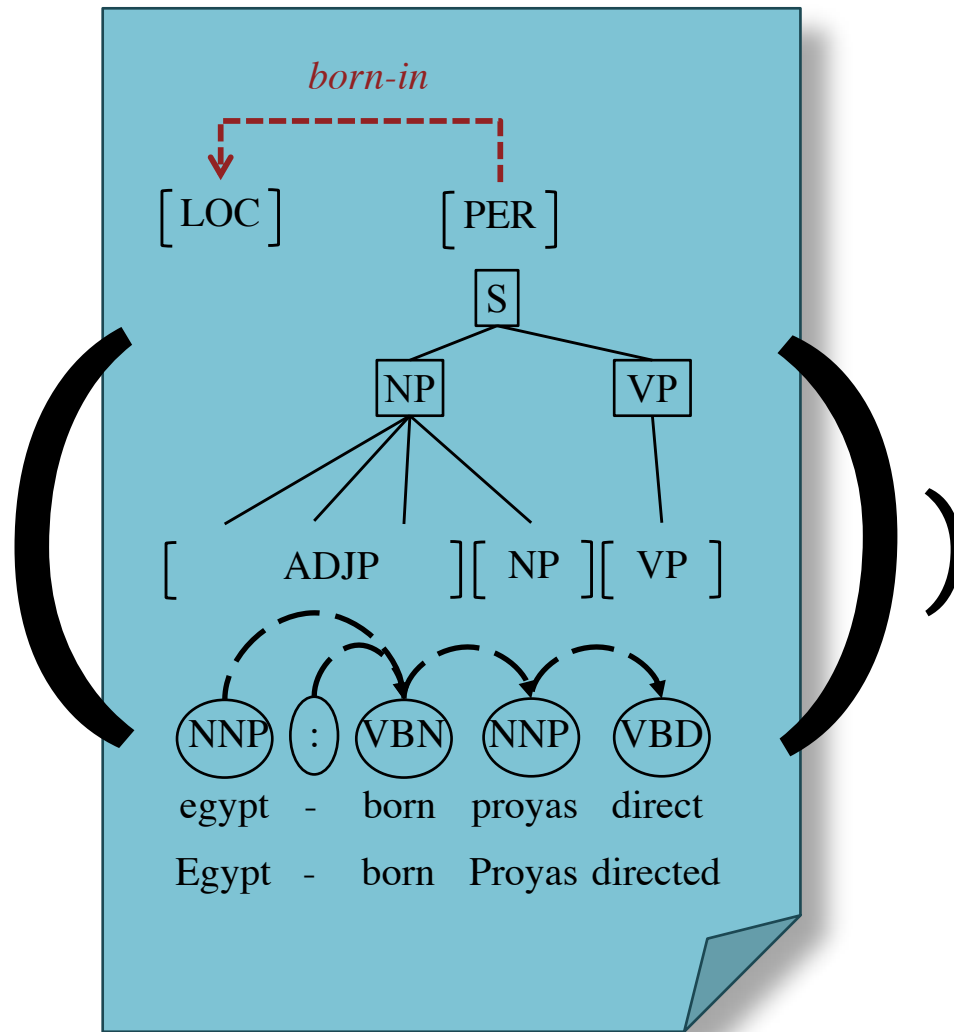 born-in
[LOC] [PER]
S
NP VP
[ ADJP ][ NP ][ VP ]
NNP : VBN NNP VBD
egypt - born proyas direct
Egypt - born Proyas directed
( ) )